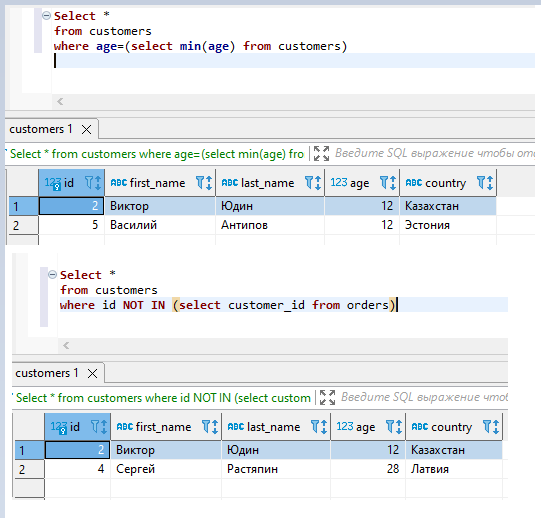 Select *
from customers
where age=(select min(age) from customers)
customers 1
Select * from customers where age=(select min(age) fro
Введите SQL выражение чтобы от
123 id ABC first_name ABC last_name 123 age ABC country
1 2 Виктор Юдин 12 Казахстан
2 5 Василий Антипов 12 Эстония
Select *
from customers
where id NOT IN (select customer_id from orders)
customers 1
Select * from customers where id NOT IN (select custom
Введите SQL выражение чтоб
123 id ABC first_name ABC last_name 123 age ABC country
1 2 Виктор Юдин 12 Казахстан
2 4 Сергей Растяпин 28 Латвия